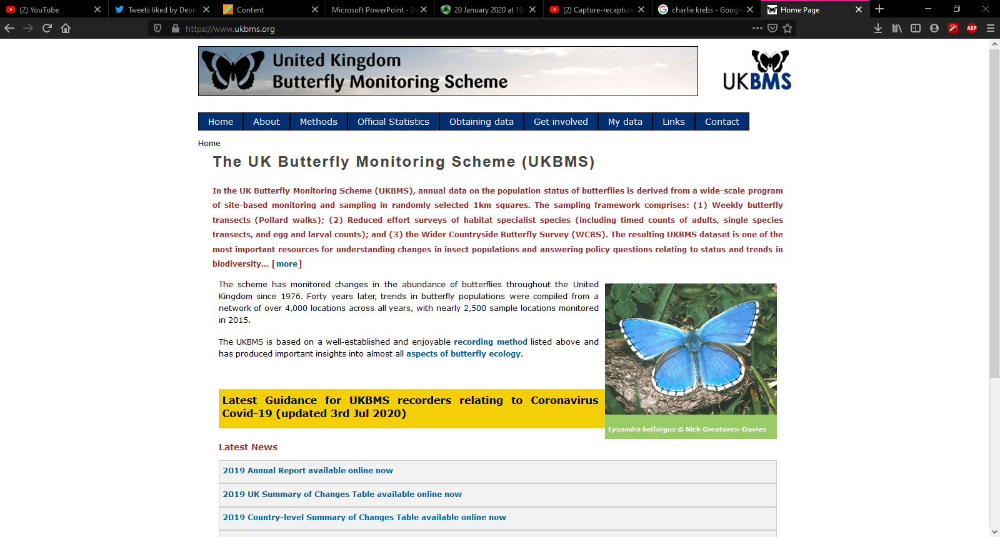 (2) YouTube
Tweets liked by Deon
Content
Microsoft PowerPoint - 20
20 January 2020 at 10:
(2) Capture-recapture
charlie krebs - Google
Home Page
https://www.ukbms.org
ABP
United Kingdom
Butterfly Monitoring Scheme
UKBMS
Home About Methods Official Statistics Obtaining data Get involved My data Links Contact
Home
The UK Butterfly Monitoring Scheme (UKBMS)
In the UK Butterfly Monitoring Scheme (UKBMS), annual data on the population status of butterflies is derived from a wide-scale program
of site-based monitoring and sampling in randomly selected 1km squares. The sampling framework comprises: (1) Weekly butterfly
transects (Pollard walks); (2) Reduced effort surveys of habitat specialist species (including timed counts of adults, single species
transects, and egg and larval counts); and (3) the Wider Countryside Butterfly Survey (WCBS). The resulting UKBMS dataset is one of the
most important resources for understanding changes in insect populations and answering policy questions relating to status and trends in
biodiversity... [more]
The scheme has monitored changes in the abundance of butterflies throughout the United
Kingdom since 1976. Forty years later, trends in butterfly populations were compiled from a
network of over 4,000 locations across all years, with nearly 2,500 sample locations monitored
in 2015.
The UKBMS is based on a well-established and enjoyable recording method listed above and
has produced important insights into almost all aspects of butterfly ecology.
Latest Guidance for UKBMS recorders relating to Coronavirus
Covid-19 (updated 3rd Jul 2020)
Lysandra bellargus © Nick Greatorex-Davies
Latest News
2019 Annual Report available online now
2019 UK Summary of Changes Table available online now
2019 Country-level Summary of Changes Table available online now